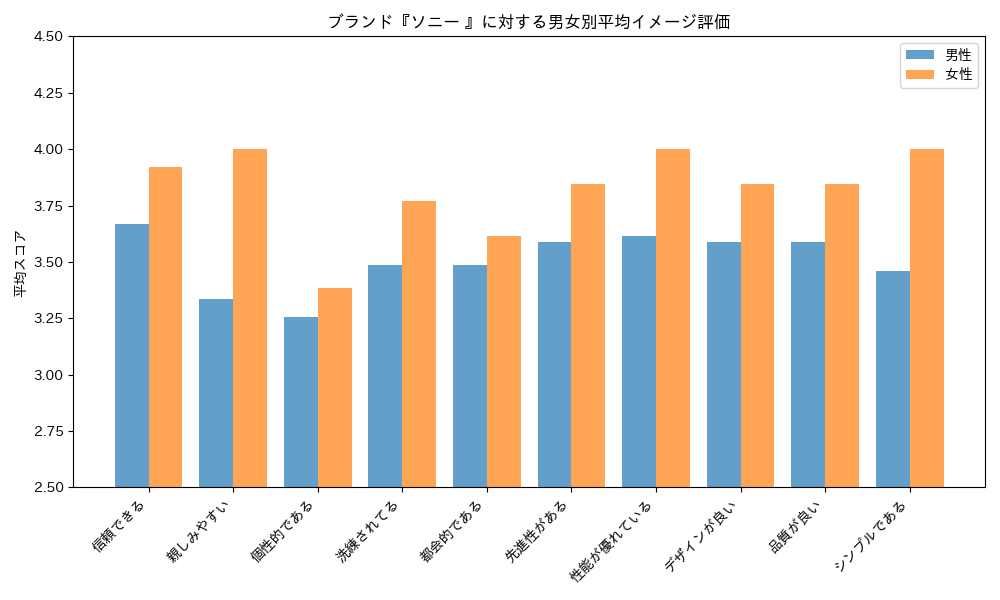 ブランド『ソニー 』に対する男女別平均イメージ評価
男性
女性
平均スコア
4.50
4.25
4.00
3.75
3.50
3.25
3.00
2.75
2.50
信頼できる
親しみやすい
個性的である
洗練されてる
都会的である
先進性がある
性能が優れている
デザインが良い
品質が良い
シンプルである